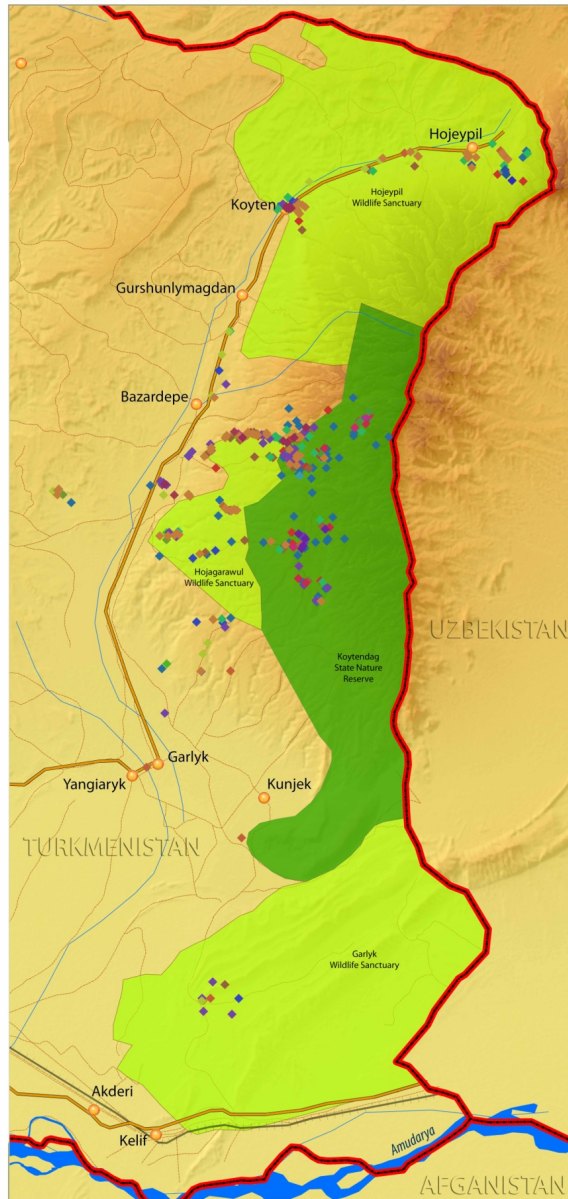 Hojeypil
Hojeypil
Wildlife Sanctuary
Koyten
Gurshunlymagdan
Bazardepe
Hojagarawul
Wildlife Sanctuary
UZBEKISTAN
Koytendag
State Nature
Reserve
Garlyk
Yangiaryk
Kunjek
TURKMENISTAN
Garlyk
Wildlife Sanctuary
Akderi
Kelif
Amudarya
AFGANISTAN